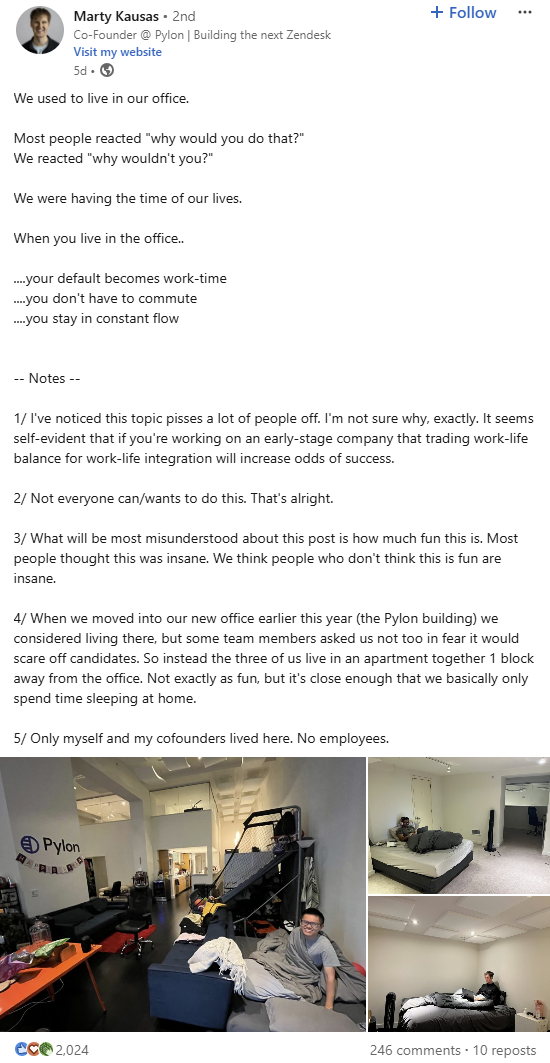 Marty Kausas • 2nd
+ Follow
Co-Founder @ Pylon | Building the next Zendesk
Visit my website
5d •
We used to live in our office.
Most people reacted "why would you do that?"
We reacted "why wouldn't you?"
We were having the time of our lives.
When you live in the office..
....your default becomes work-time
....you don't have to commute
....you stay in constant flow
-- Notes --
1/ I've noticed this topic pisses a lot of people off. I'm not sure why, exactly. It seems
self-evident that if you're working on an early-stage company that trading work-life
balance for work-life integration will increase odds of success.
2/ Not everyone can/wants to do this. That's alright.
3/ What will be most misunderstood about this post is how much fun this is. Most
people thought this was insane. We think people who don't think this is fun are
insane.
4/ When we moved into our new office earlier this year (the Pylon building) we
considered living there, but some team members asked us not too in fear it would
scare off candidates. So instead the three of us live in an apartment together 1 block
away from the office. Not exactly as fun, but it's close enough that we basically only
spend time sleeping at home.
5/ Only myself and my cofounders lived here. No employees.
Pylon
2,024
246 comments • 10 reposts